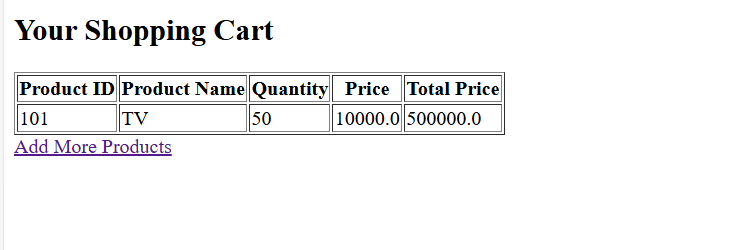 Your Shopping Cart
Product ID Product Name Quantity Price Total Price
101 TV 50 10000.0 500000.0
Add More Products